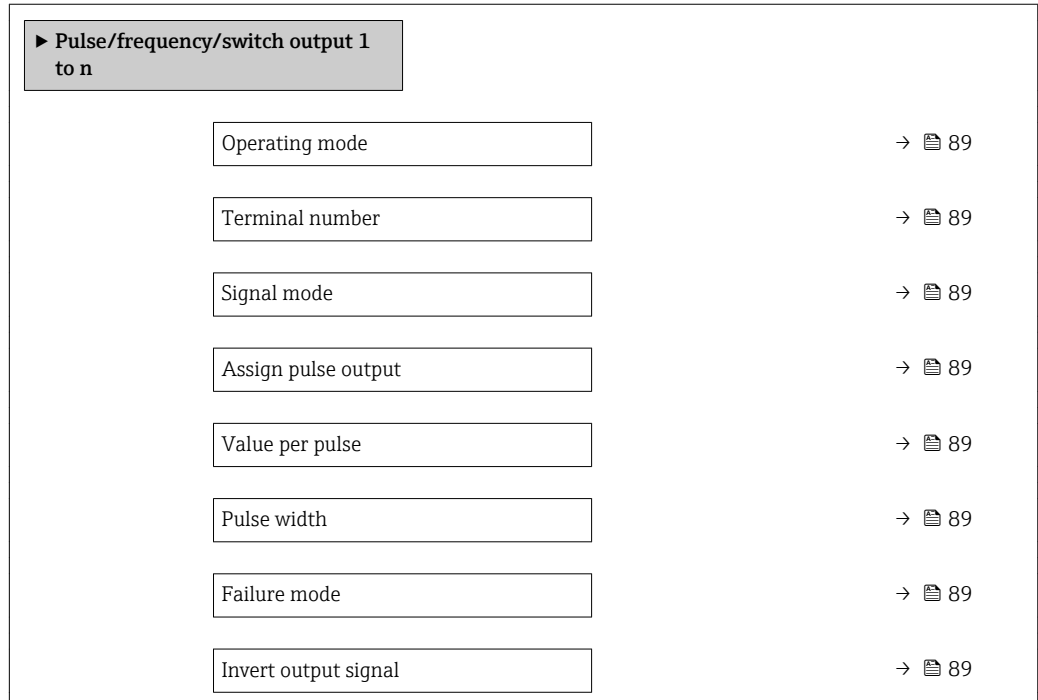 ▶ Pulse/frequency/switch output 1
to n
Operating mode → 89
Terminal number → 89
Signal mode → 89
Assign pulse output → 89
Value per pulse → 89
Pulse width → 89
Failure mode → 89
Invert output signal → 89